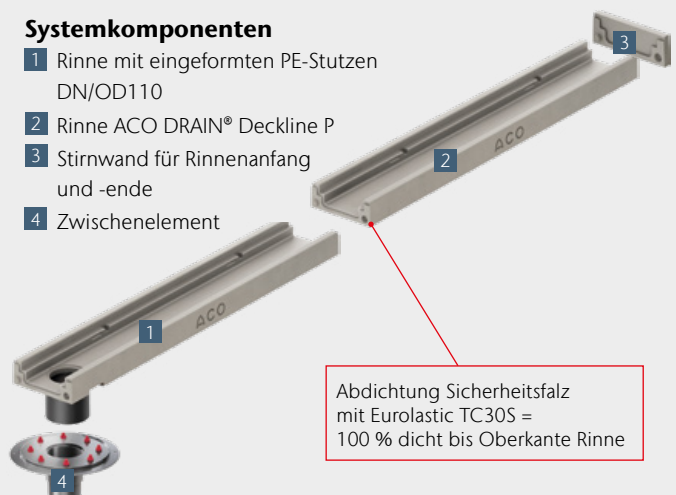 Systemkomponenten
1 Rinne mit eingeformten PE-Stutzen
DN/OD110
2 Rinne ACO DRAIN® Deckline P
3 Stirnwand für Rinnenanfang
und -ende
4 Zwischenelement
3
ACO
2
ACO
1
Abdichtung Sicherheitsfalz
mit Eurolastic TC30S =
100 % dicht bis Oberkante Rinne
4